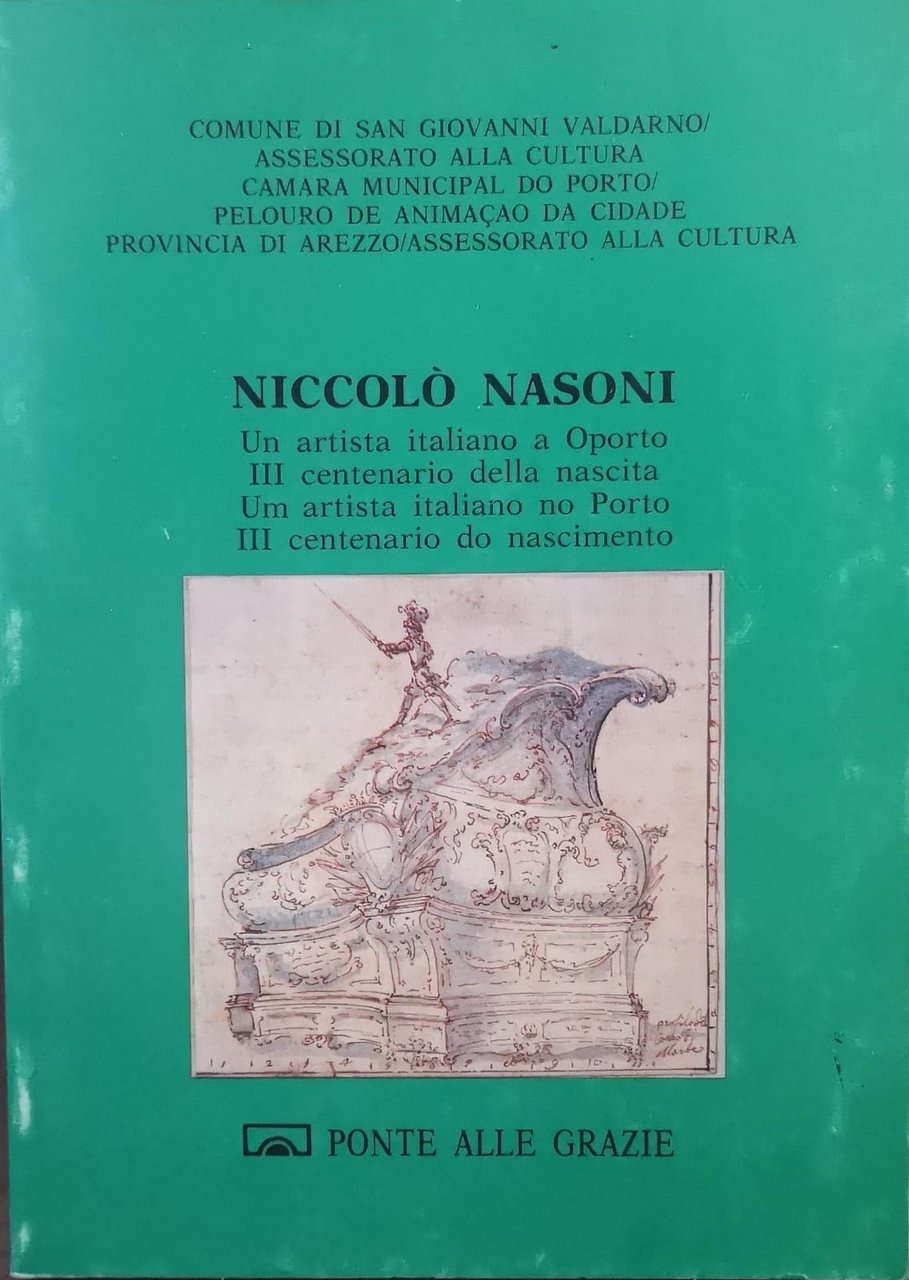 COMUNE DI SAN GIOVANNI VALDARNO/
ASSESSORATO ALLA CULTURA
CAMARA MUNICIPAL DO PORTO/
PELOURO DE ANIMAÇAO DA CIDADE
PROVINCIA DI AREZZO/ASSESSORATO ALLA CULTURA
NICCOLÒ NASONI
Un artista italiano a Oporto
III centenario della nascita
Um artista italiano no Porto
III centenario do nascimento
PONTE ALLE GRAZIE